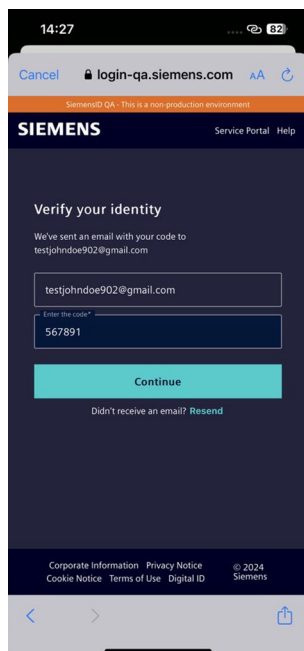 14:27
82
Cancel
login-qa.siemens.com
AA
SiemensID QA - This is a non-production environment
SIEMENS
Service Portal Help
Verify your identity
We've sent an email with your code to
testjohndoe902@gmail.com
testjohndoe902@gmail.com
Enter the code*
567891
Continue
Didn't receive an email? Resend
Corporate Information Privacy Notice
Cookie Notice Terms of Use Digital ID
© 2024
Siemens